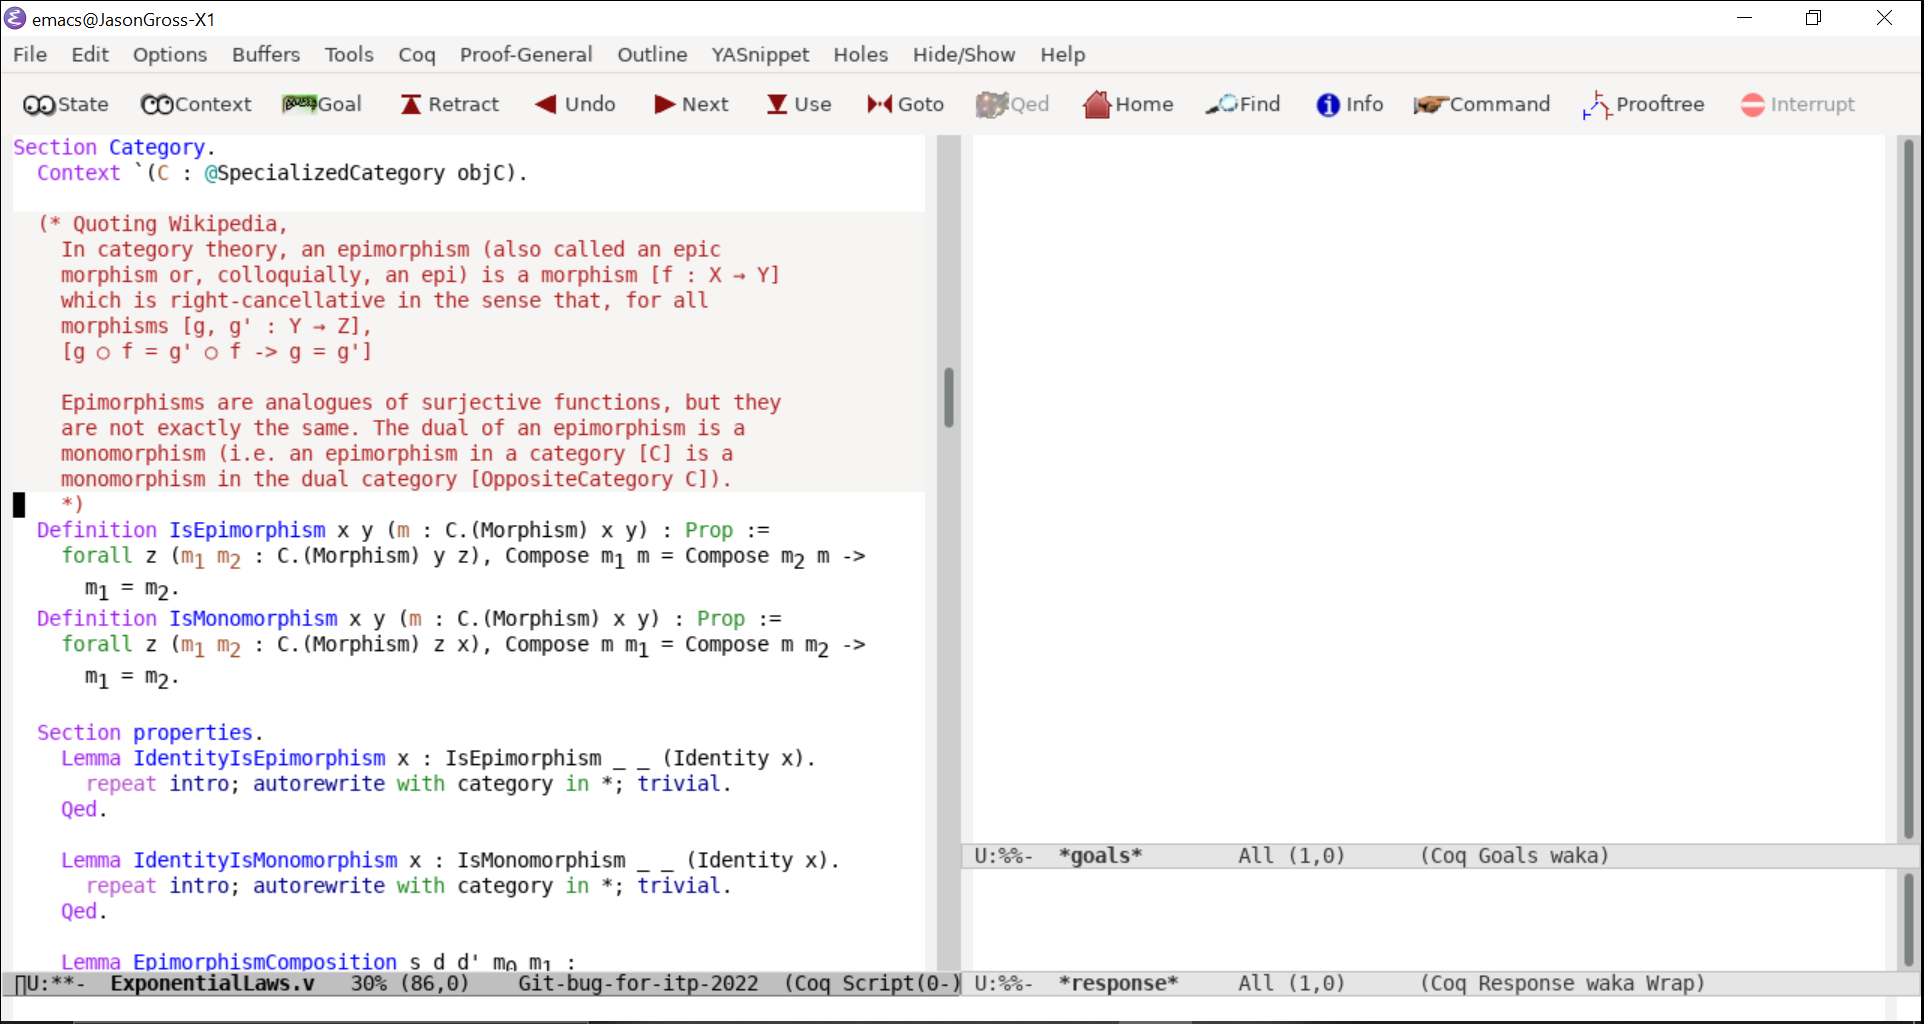 emacs@JasonGross-X1
File Edit Options Buffers Tools Coq Proof-General Outline YASnippet Holes Hide/Show Help
State Context Goal Retract Undo Next Use Goto Qed Home Find Info Command Prooftree Interrupt
Section Category.
Context `(C : @SpecializedCategory objC).
(* Quoting Wikipedia,
In category theory, an epimorphism (also called an epic
morphism or, colloquially, an epi) is a morphism [f : X → Y]
which is right-cancellative in the sense that, for all
morphisms [g, g' : Y → Z],
[g ○ f = g' ○ f -> g = g']
Epimorphisms are analogues of surjective functions, but they
are not exactly the same. The dual of an epimorphism is a
monomorphism (i.e. an epimorphism in a category [C] is a
monomorphism in the dual category [OppositeCategory C]).
*)
Definition IsEpimorphism x y (m : C.(Morphism) x y) : Prop :=
forall z (m₁ m₂ : C.(Morphism) y z), Compose m₁ m = Compose m₂ m ->
m₁ = m₂.
Definition IsMonomorphism x y (m : C.(Morphism) x y) : Prop :=
forall z (m₁ m₂ : C.(Morphism) z x), Compose m m₁ = Compose m m₂ ->
m₁ = m₂.
Section properties.
Lemma IdentityIsEpimorphism x : IsEpimorphism _ _ (Identity x).
repeat intro; autorewrite with category in *; trivial.
Qed.
Lemma IdentityIsMonomorphism x : IsMonomorphism _ _ (Identity x).
repeat intro; autorewrite with category in *; trivial.
Qed.
Lemma EpimorphismComposition s d d' m₀ m₁ :
U:**- ExponentialLaws.v 30% (86,0) Git-bug-for-itp-2022 (Coq Script(0-)
U:%%- *goals* All (1,0) (Coq Goals waka)
U:%%- *response* All (1,0) (Coq Response waka Wrap)